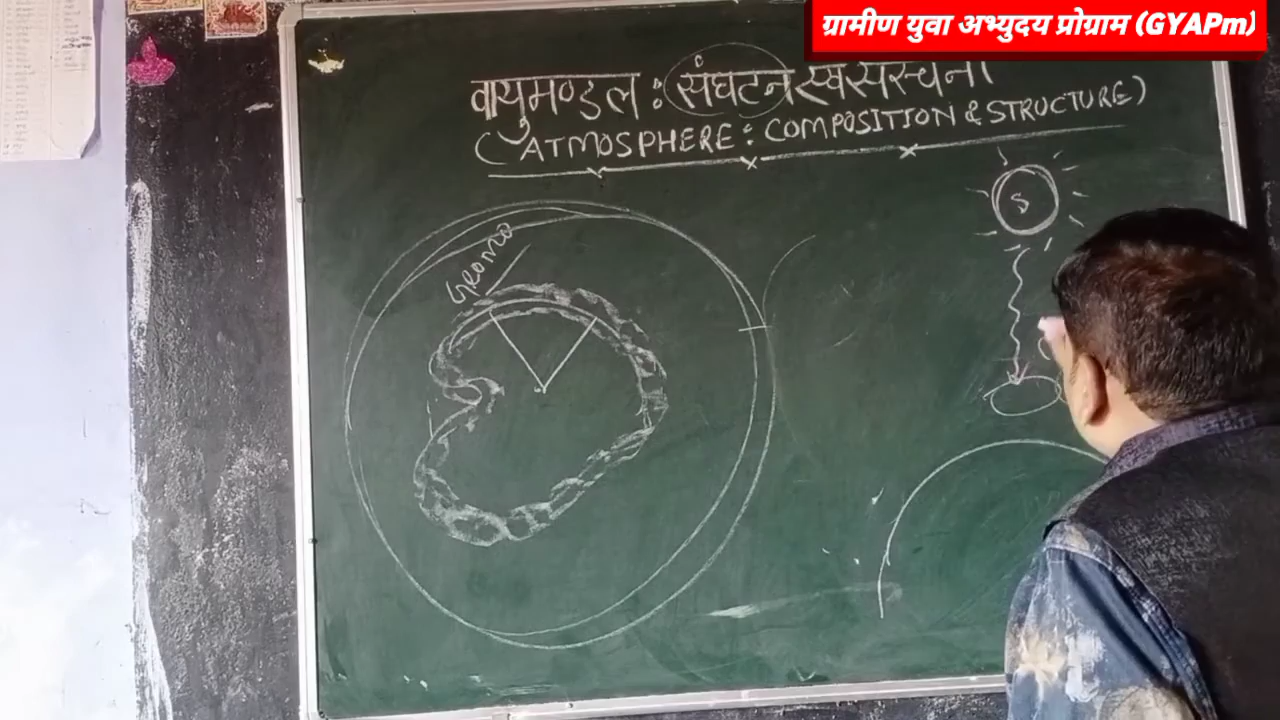 ग्रामीण युवा अभ्युदय प्रोग्राम (GYAPm)
वायुमण्डल : संघटन एवं संरचना
(ATMOSPHERE : COMPOSITION & STRUCTURE)
S